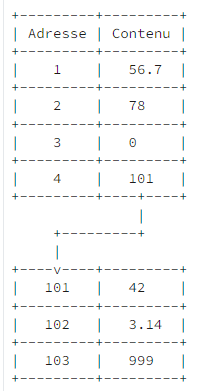 +---------+---------+
| Adresse | Contenu |
+---------+---------+
|    1    |   56.7  |
+---------+---------+
|    2    |   78    |
+---------+---------+
|    3    |   0     |
+---------+---------+
|    4    |   101   |
+---------+----+----+
               |
     +---------+
     |
+----v----+---------+
|   101   |   42    |
+---------+---------+
|   102   |   3.14  |
+---------+---------+
|   103   |   999   |
+---------+---------+